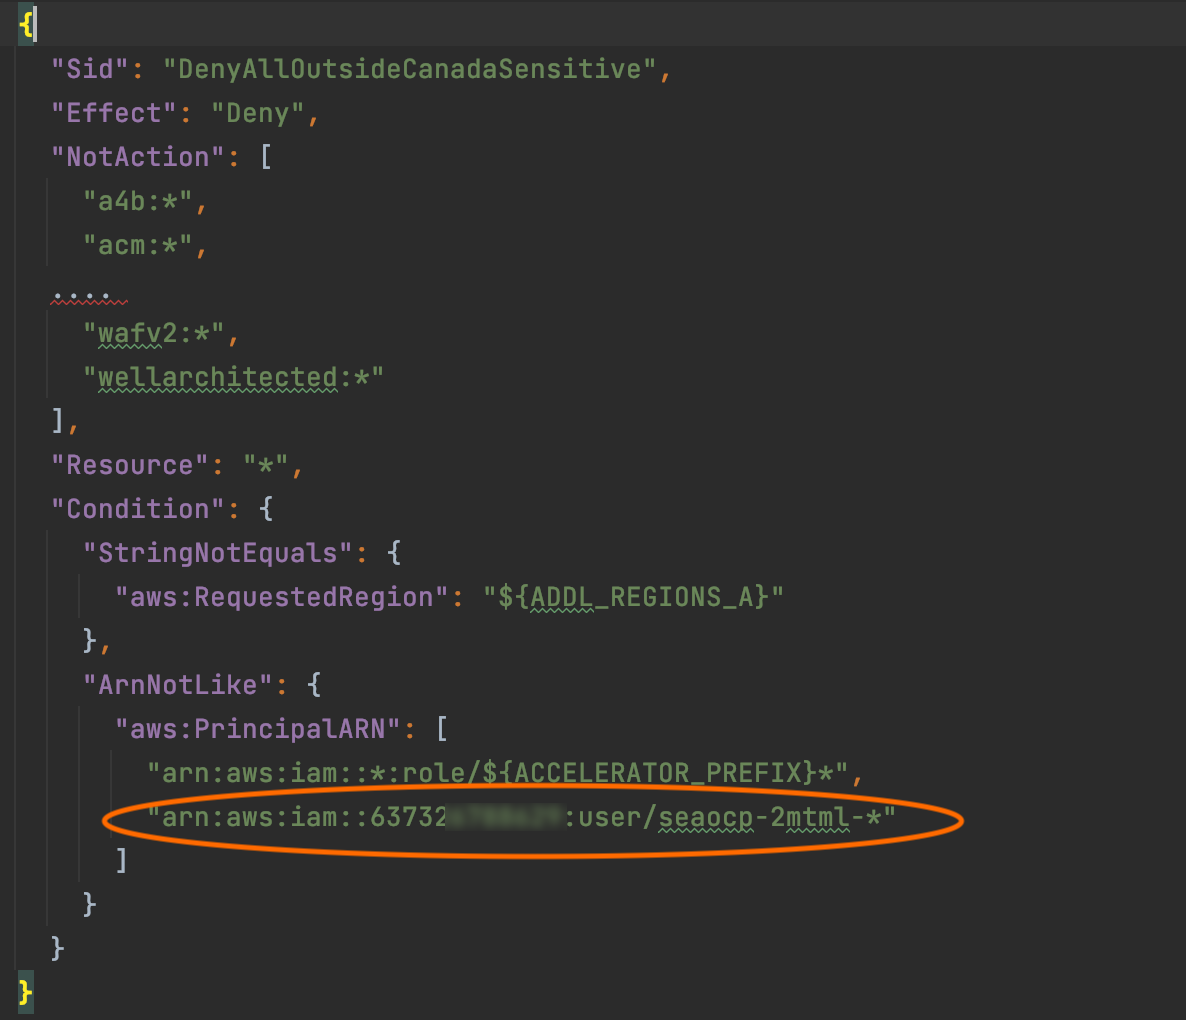 {
"Sid": "DenyAllOutsideCanadaSensitive",
"Effect": "Deny",
"NotAction": [
"a4b:*",
"acm:*",
....
"wafv2:*",
"wellarchitected:*"
],
"Resource": "*",
"Condition": {
"StringNotEquals": {
"aws:RequestedRegion": "${ADDL_REGIONS_A}"
},
"ArnNotLike": {
"aws:PrincipalARN": [
"arn:aws:iam::*:role/${ACCELERATOR_PREFIX}*",
"arn:aws:iam::63732 :user/seaocp-2mtml-*"
]
}
}
}